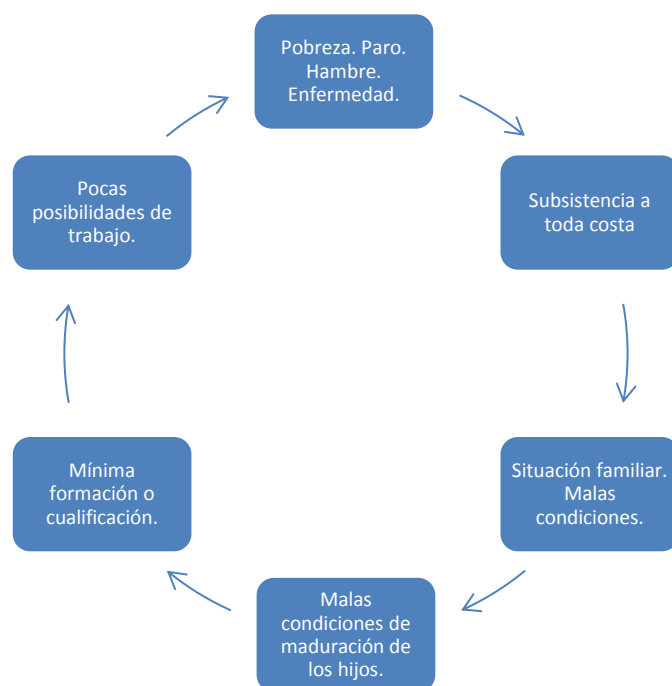 Pobreza. Paro.
Hambre.
Enfermedad.
Subsistencia a
toda costa
Situación familiar.
Malas
condiciones.
Malas
condiciones de
maduración de
los hijos.
Mínima
formación o
cualificación.
Pocas
posibilidades de
trabajo.